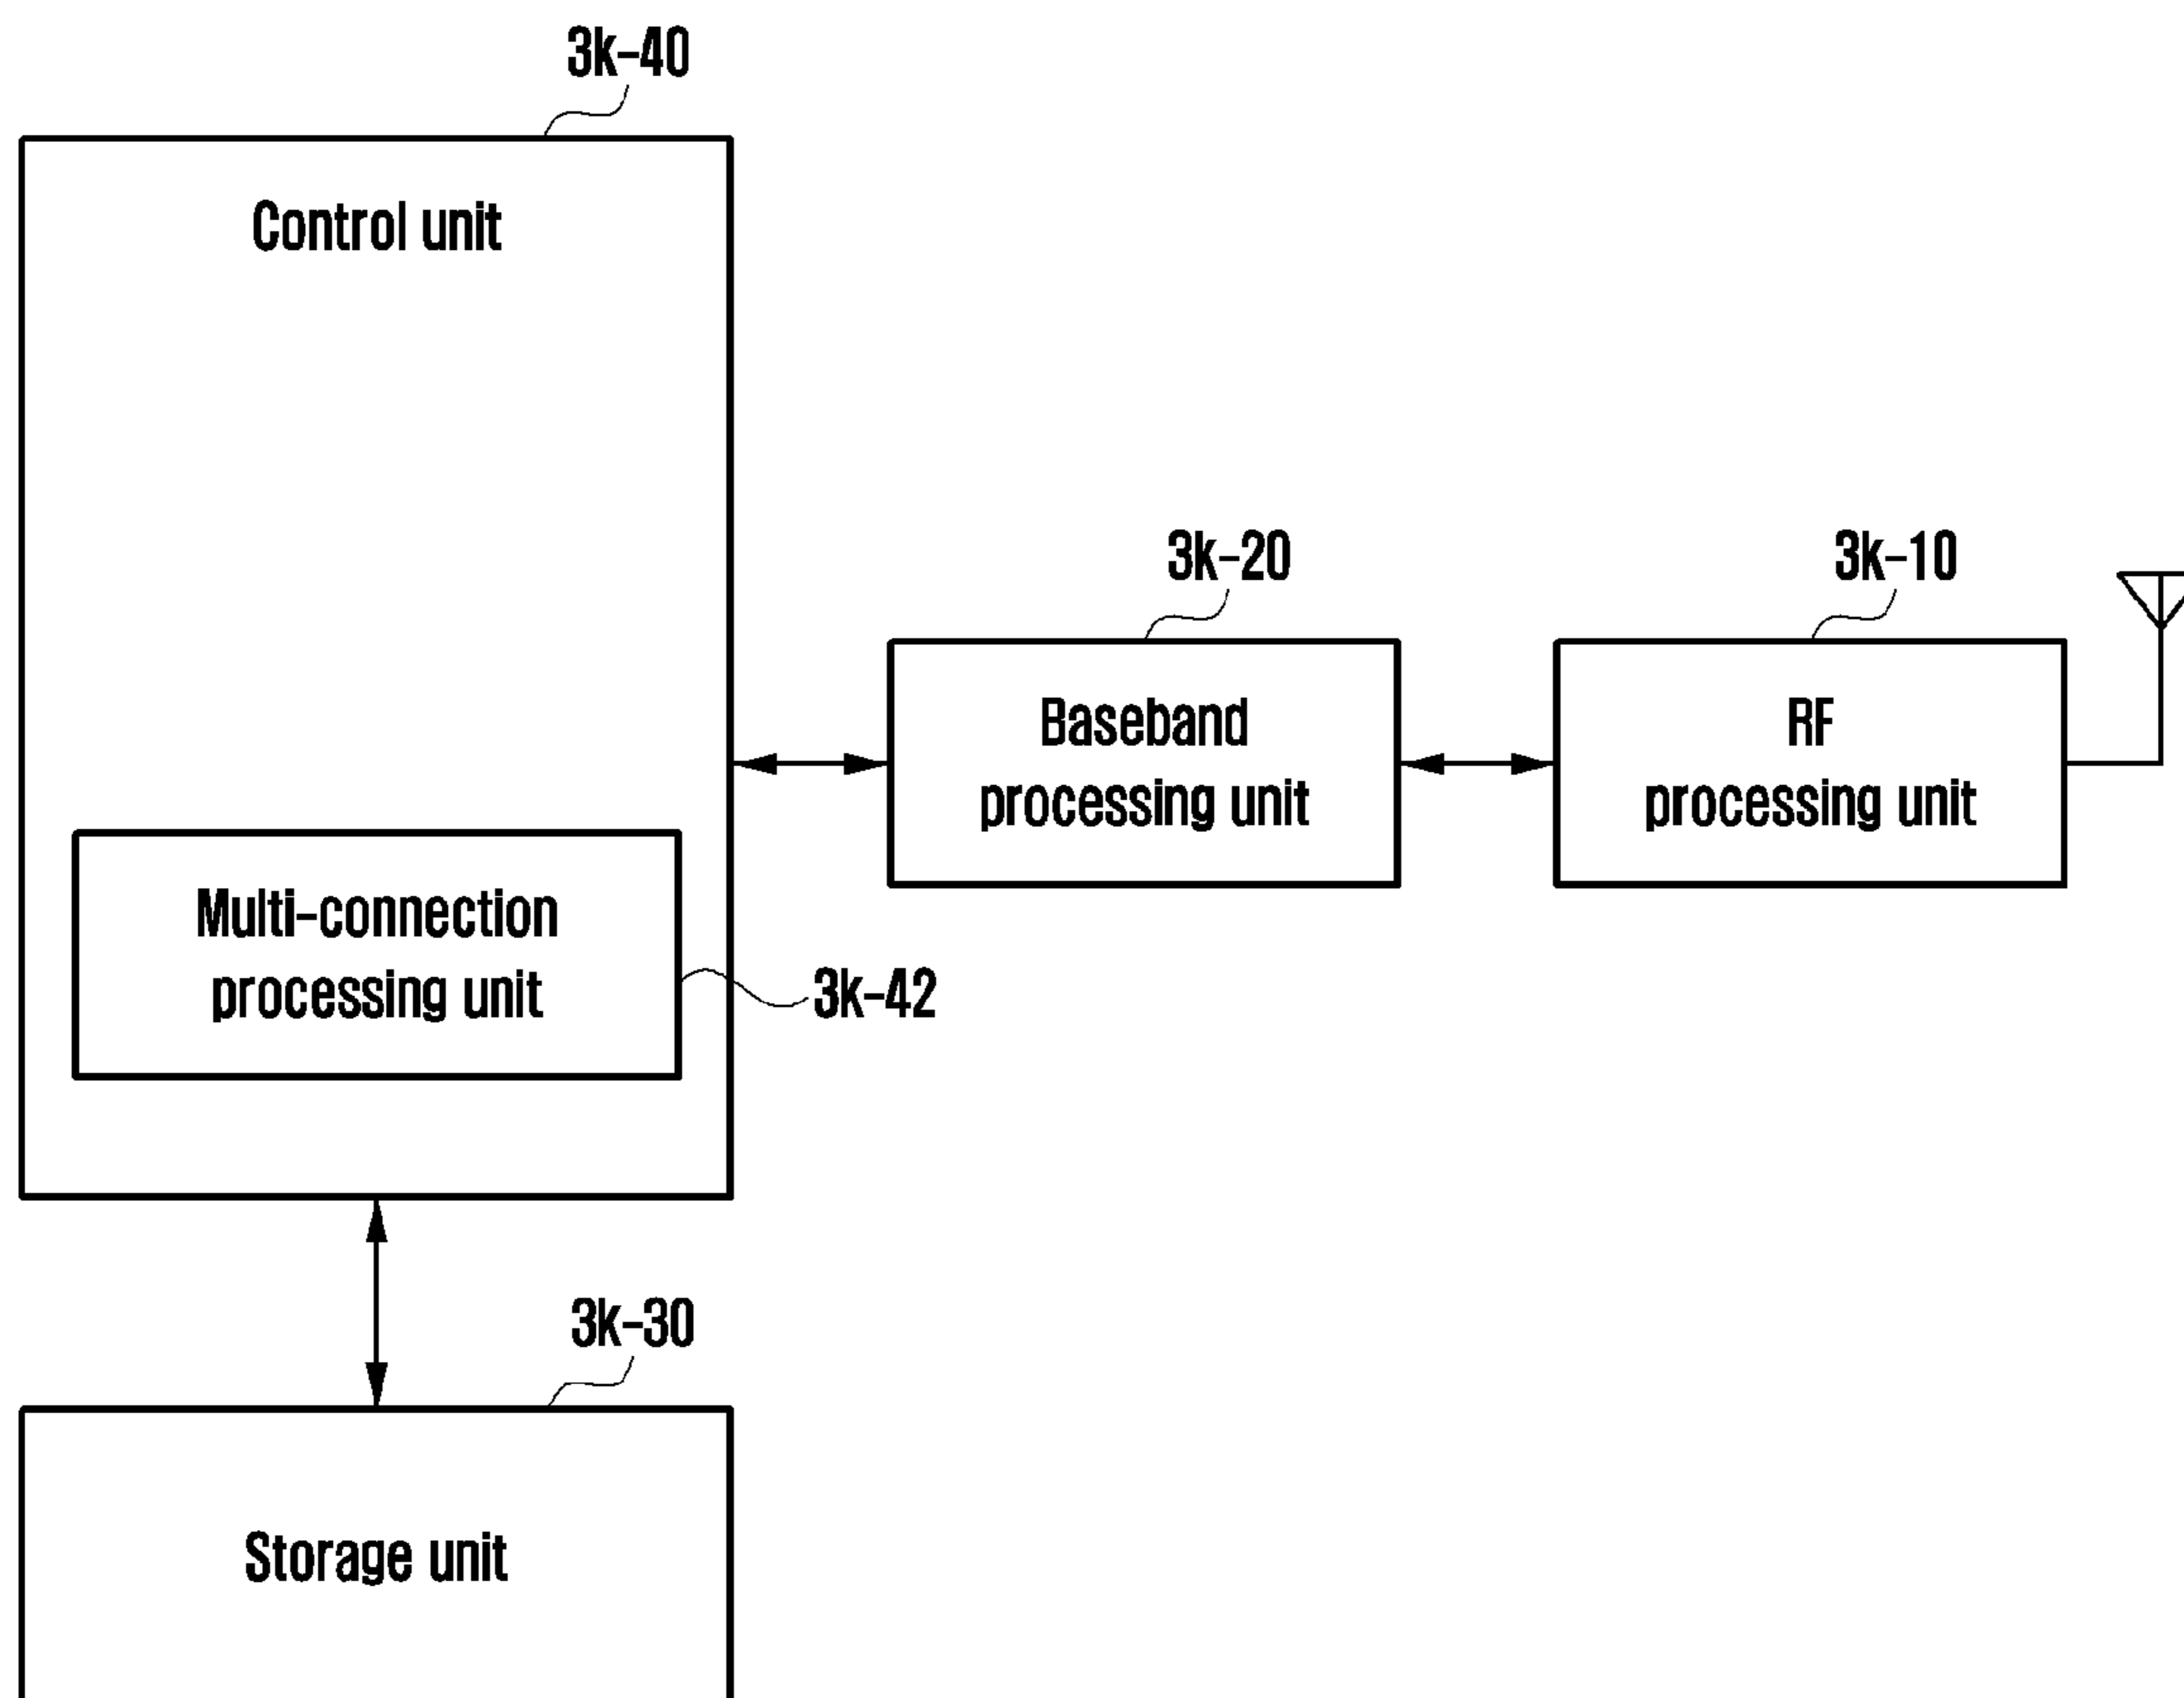 3k-40
Control unit
3k-20
3k-10
Baseband
processing unit
RF
processing unit
Multi-connection
processing unit
3k-42
3k-30
Storage unit